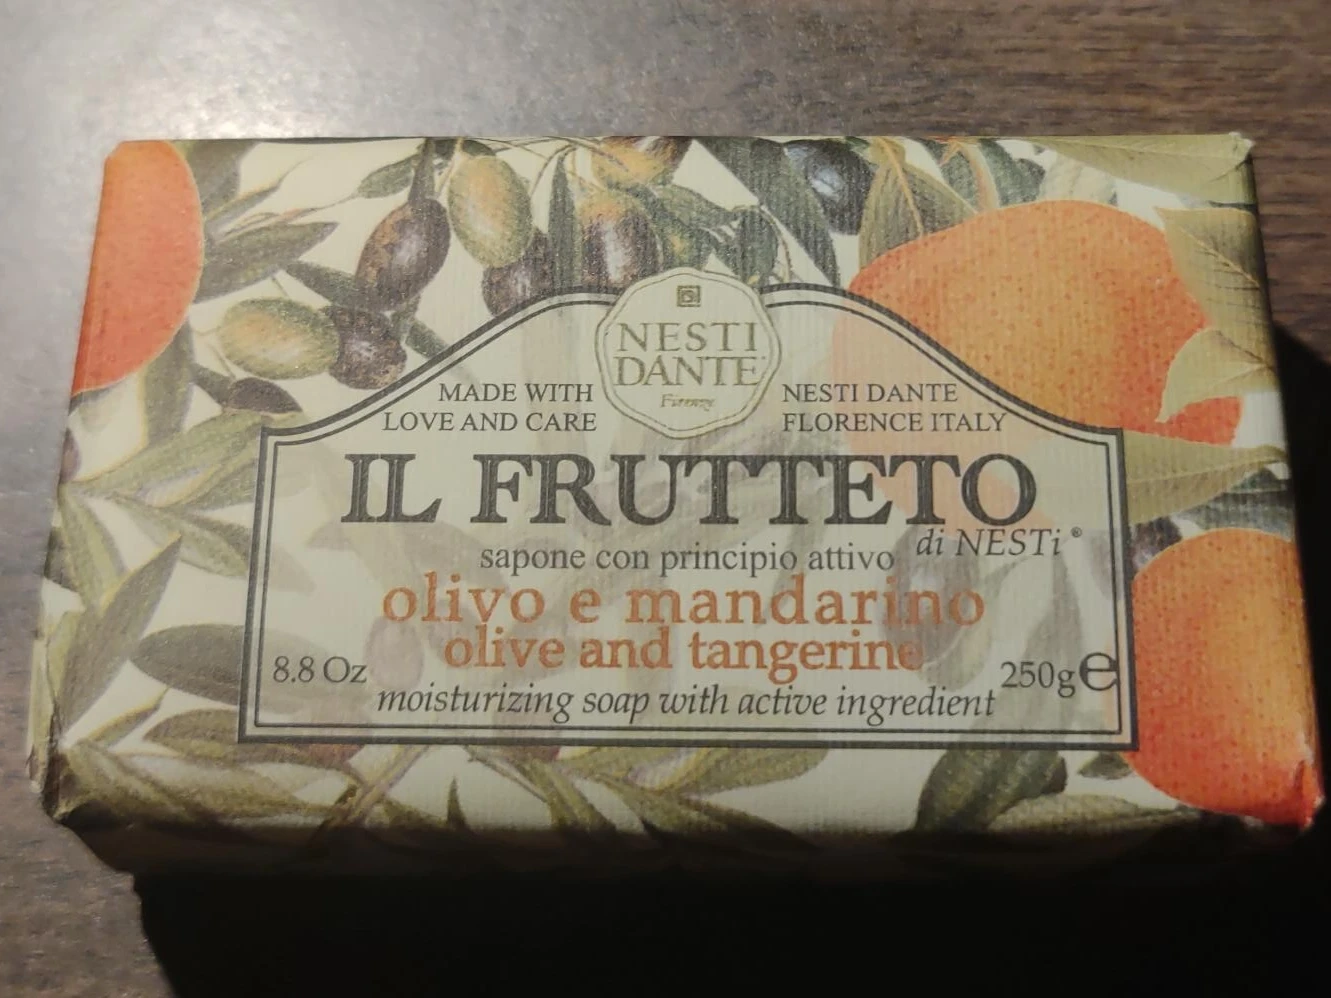 NESTI
DANTE
Firenze
MADE WITH
LOVE AND CARE
NESTI DANTE
FLORENCE ITALY
IL FRUTTETO
di NESTi®
sapone con principio attivo
olivo e mandarino
olive and tangerine
8.8 Oz
250g℮
moisturizing soap with active ingredient